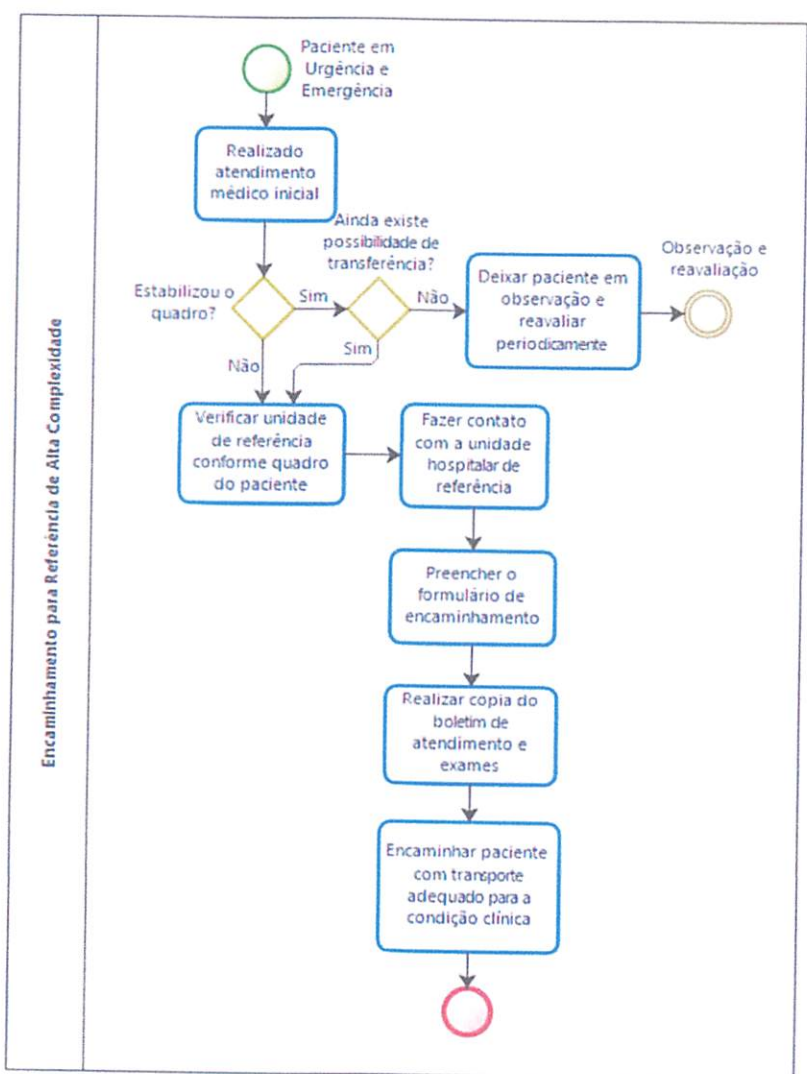 Encaminhamento para Referência de Alta Complexidade
Paciente em
Urgência e
Emergência
Realizado
atendimento
médico inicial
Ainda existe
possibilidade de
transferência?
Estabilizou o
quadro?
Sim
Não
Deixar paciente em
observação e
reavaliar
periodicamente
Observação e
reavaliação
Não
Sim
Verificar unidade
de referência
conforme quadro
do paciente
Fazer contato
com a unidade
hospitalar de
referência
Preencher o
formulário de
encaminhamento
Realizar copia do
boletim de
atendimento e
exames
Encaminhar paciente
com transporte
adequado para a
condição clínica